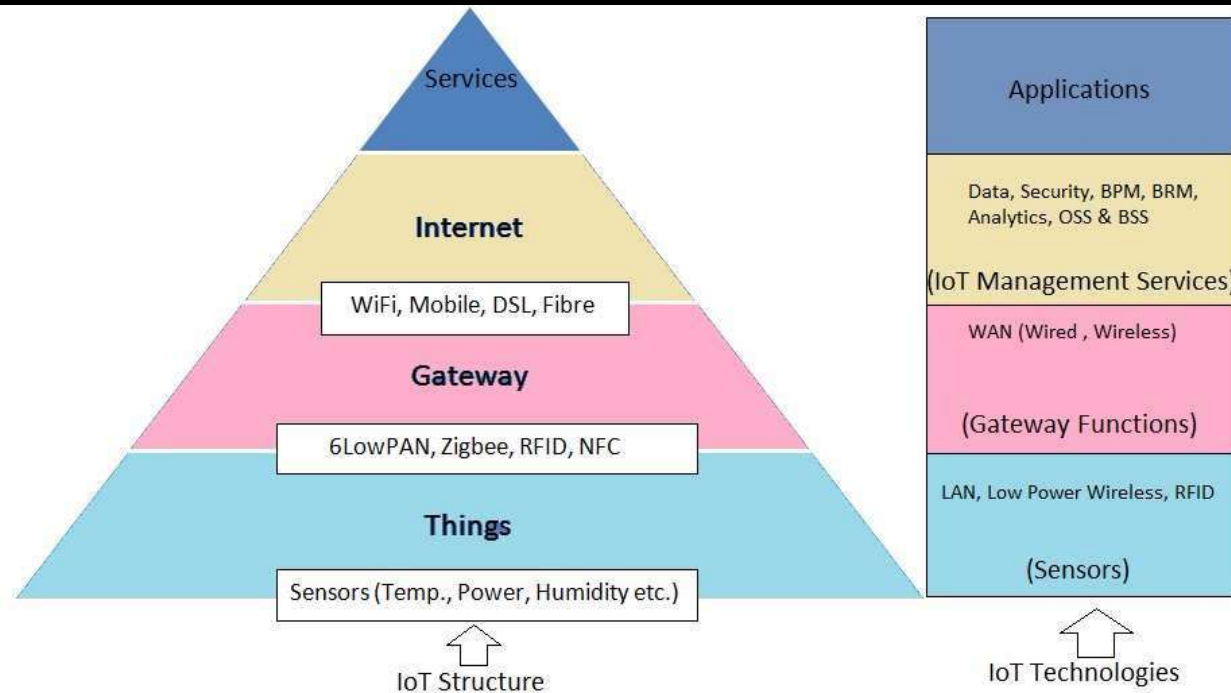 Services
Internet
WiFi, Mobile, DSL, Fibre
Gateway
6LowPAN, Zigbee, RFID, NFC
Things
Sensors (Temp., Power, Humidity etc.)
IoT Structure
Applications
Data, Security, BPM, BRM,
Analytics, OSS & BSS
(IoT Management Services)
WAN (Wired , Wireless)
(Gateway Functions)
LAN, Low Power Wireless, RFID
(Sensors)
IoT Technologies